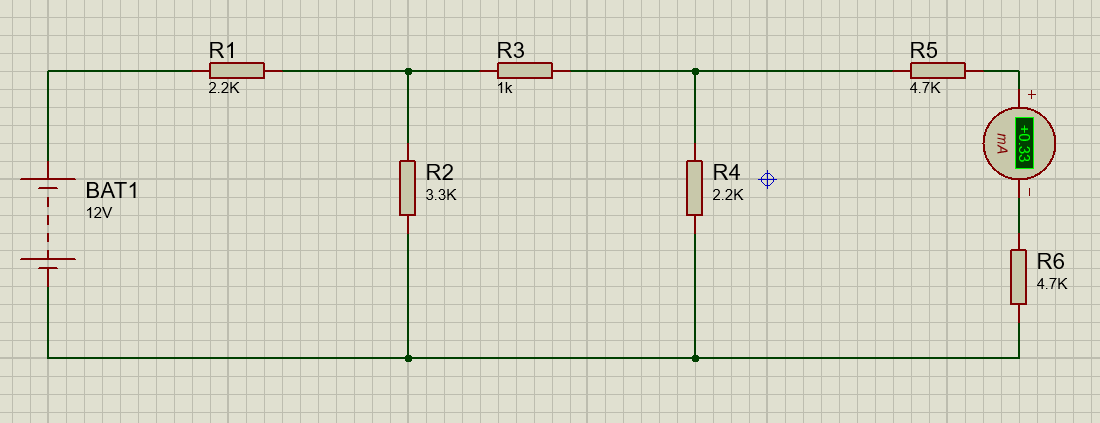 R1
2.2K
R3
1k
R5
4.7K
+
+0.33
mA
-
BAT1
12V
R2
3.3K
R4
2.2K
R6
4.7K